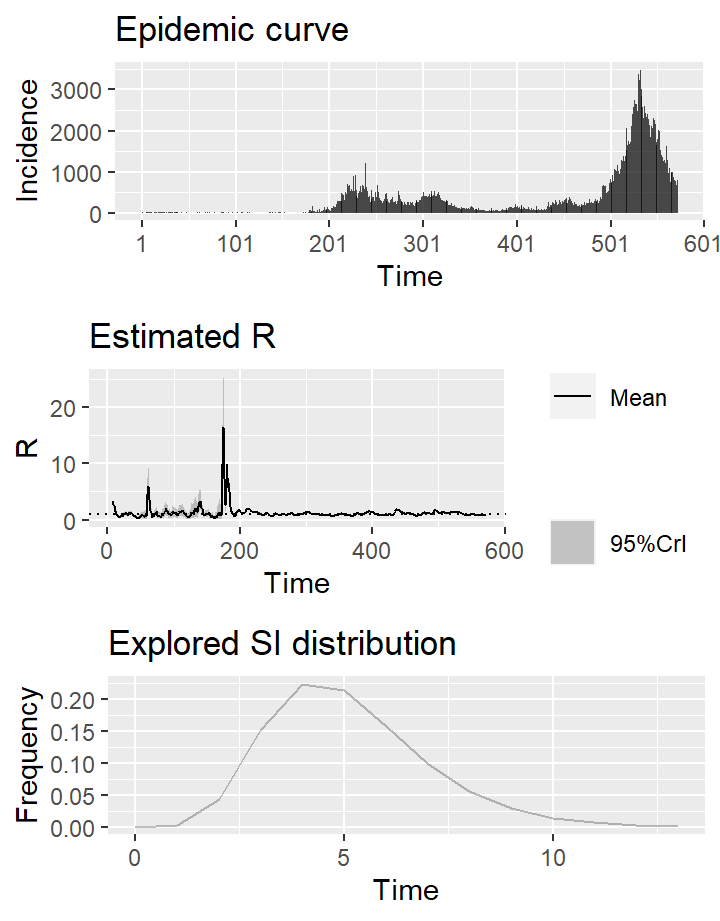 Epidemic curve
Incidence
3000
2000
1000
0
1 101 201 301 401 501 601
Time
Estimated R
R
20
10
0
0 200 400 600
Time
Mean
95%CrI
Explored SI distribution
Frequency
0.20
0.15
0.10
0.05
0.00
0 5 10
Time